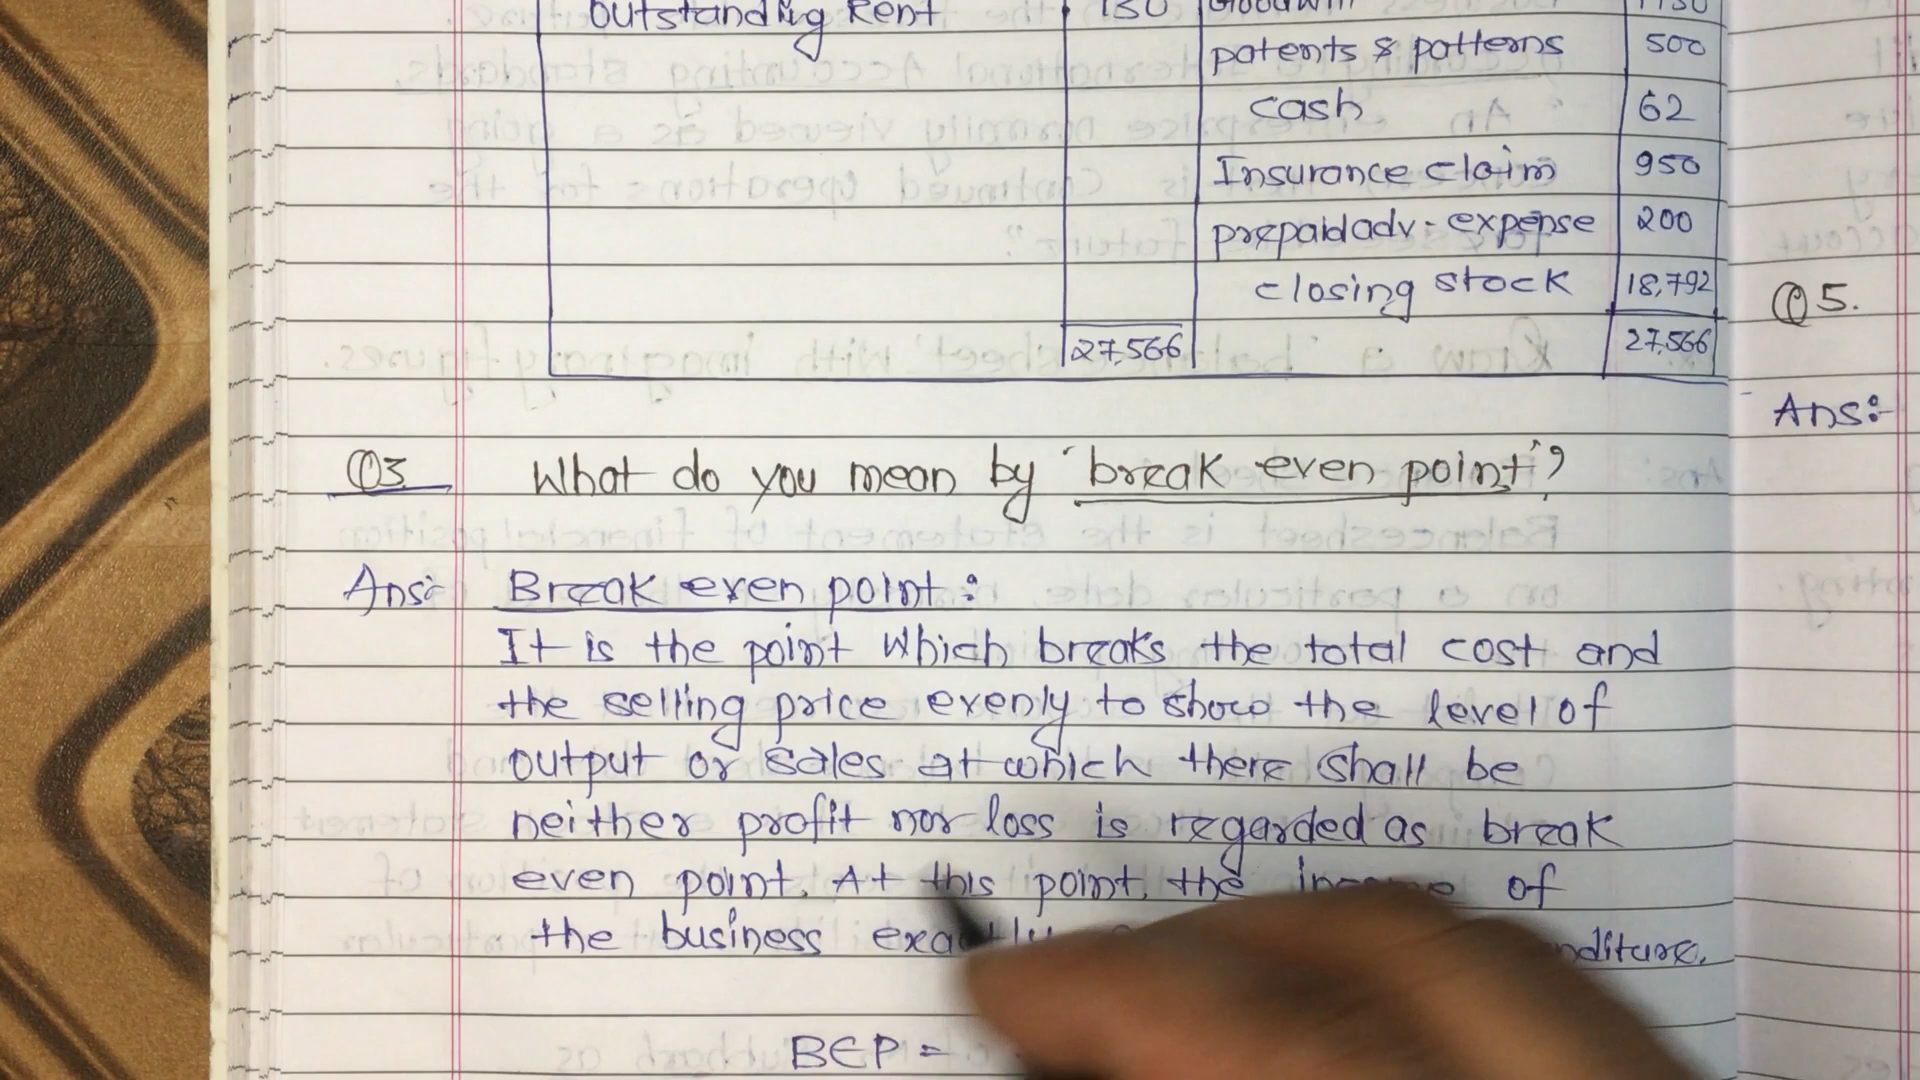 Outstanding Rent 150
patents & patterns 500
cash 62
Insurance claim 950
prepaid adv- expense 200
closing stock 18,792
27,566 27,566
Q3 What do you mean by 'break even point'?
Ans:- Break even point:
It is the point which breaks the total cost and
the selling price evenly to show the level of
output or sales at which there shall be
neither profit nor loss is regarded as break
even point. At this point, the income of
the business exactly
BEP =
Q5.
Ans:-